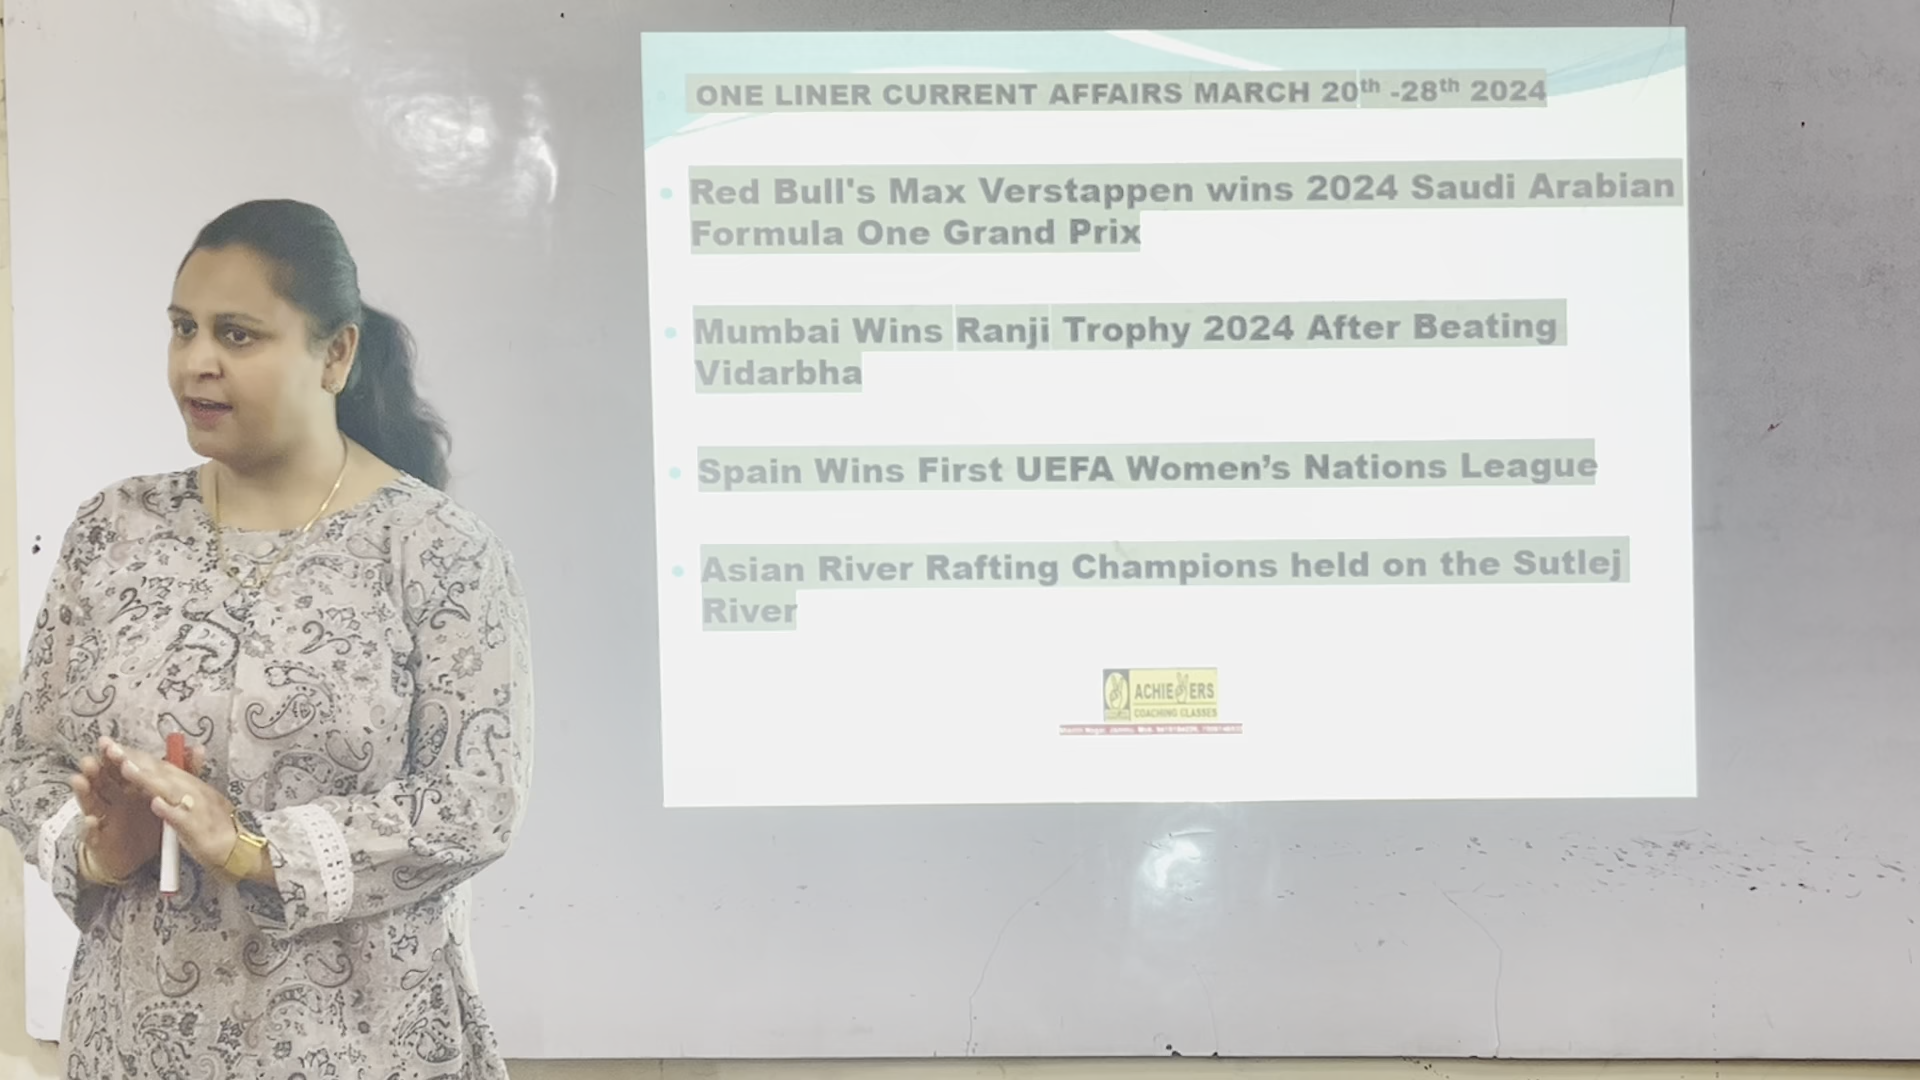 ONE LINER CURRENT AFFAIRS MARCH 20th -28th 2024
Red Bull's Max Verstappen wins 2024 Saudi Arabian
Formula One Grand Prix
Mumbai Wins Ranji Trophy 2024 After Beating
Vidarbha
Spain Wins First UEFA Women’s Nations League
Asian River Rafting Champions held on the Sutlej
River
ACHIEVERS
COACHING CLASSES